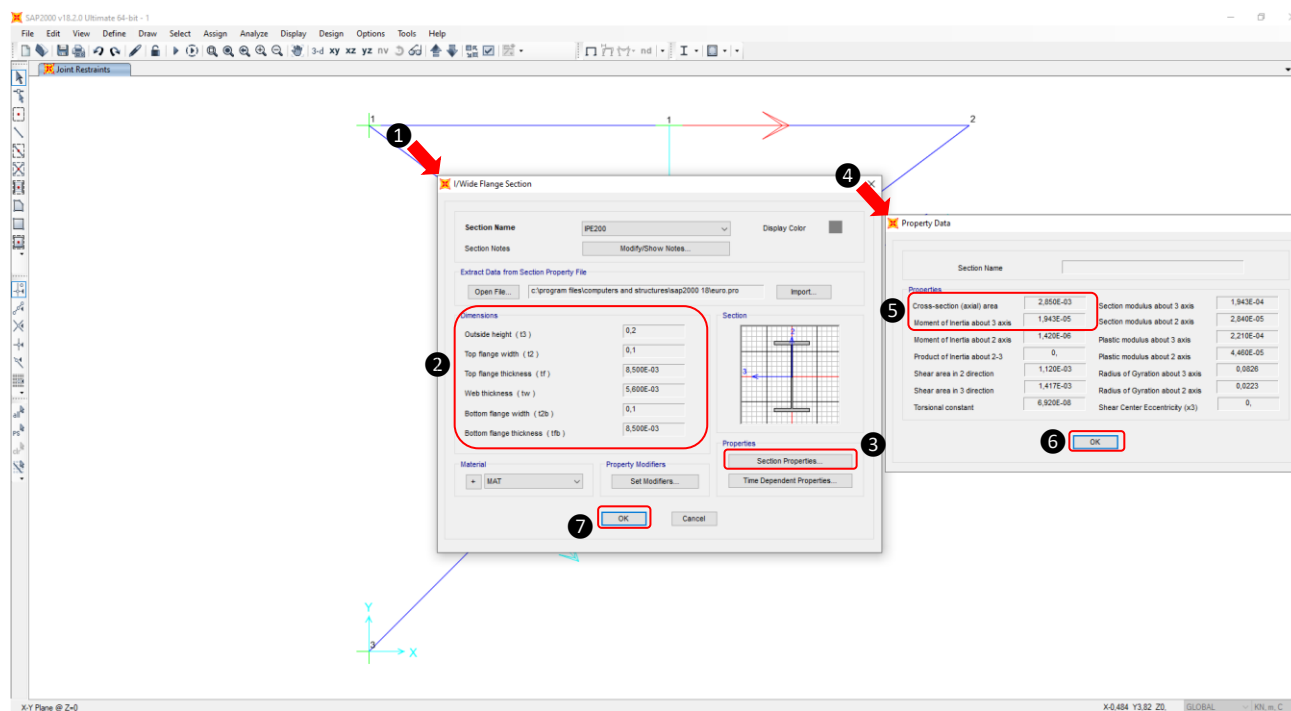 SAP2000 v18.2.0 Ultimate 64-bit - 1
File Edit View Define Draw Select Assign Analyze Display Design Options Tools Help
3-d xy xz yz nv
nd
Joint Restraints
1
1
2
1
4
I/Wide Flange Section
Section Name IPE200 Display Color
Section Notes Modify/Show Notes...
Extract Data from Section Property File
Open File... c:\program files\computers and structures\sap2000 18\euro.pro Import...
2
Dimensions
Outside height ( t3 ) 0,2
Top flange width ( t2 ) 0,1
Top flange thickness ( tf ) 8,500E-03
Web thickness ( tw ) 5,600E-03
Bottom flange width ( t2b ) 0,1
Bottom flange thickness ( tfb ) 8,500E-03
Section
2
3
Material
+ MAT
Property Modifiers
Set Modifiers...
Properties
3
Section Properties...
Time Dependent Properties...
7
OK Cancel
Property Data
Section Name
Properties
5
Cross-section (axial) area 2,850E-03 Section modulus about 3 axis 1,943E-04
Moment of Inertia about 3 axis 1,943E-05 Section modulus about 2 axis 2,840E-05
Moment of Inertia about 2 axis 1,420E-06 Plastic modulus about 3 axis 2,210E-04
Product of Inertia about 2-3 0, Plastic modulus about 2 axis 4,460E-05
Shear area in 2 direction 1,120E-03 Radius of Gyration about 3 axis 0,0826
Shear area in 3 direction 1,417E-03 Radius of Gyration about 2 axis 0,0223
Torsional constant 6,920E-08 Shear Center Eccentricity (x3) 0,
6
OK
Y
3
X
X-Y Plane @ Z=0
X-0,484 Y3,82 Z0, GLOBAL KN, m, C